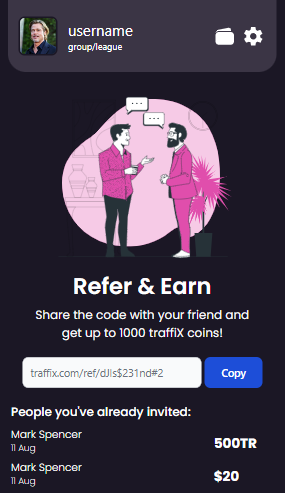 username
group/league
Refer & Earn
Share the code with your friend and
get up to 1000 traffiX coins!
traffix.com/ref/dJls$231nd#2
Copy
People you've already invited:
Mark Spencer
11 Aug
500TR
Mark Spencer
11 Aug
$20